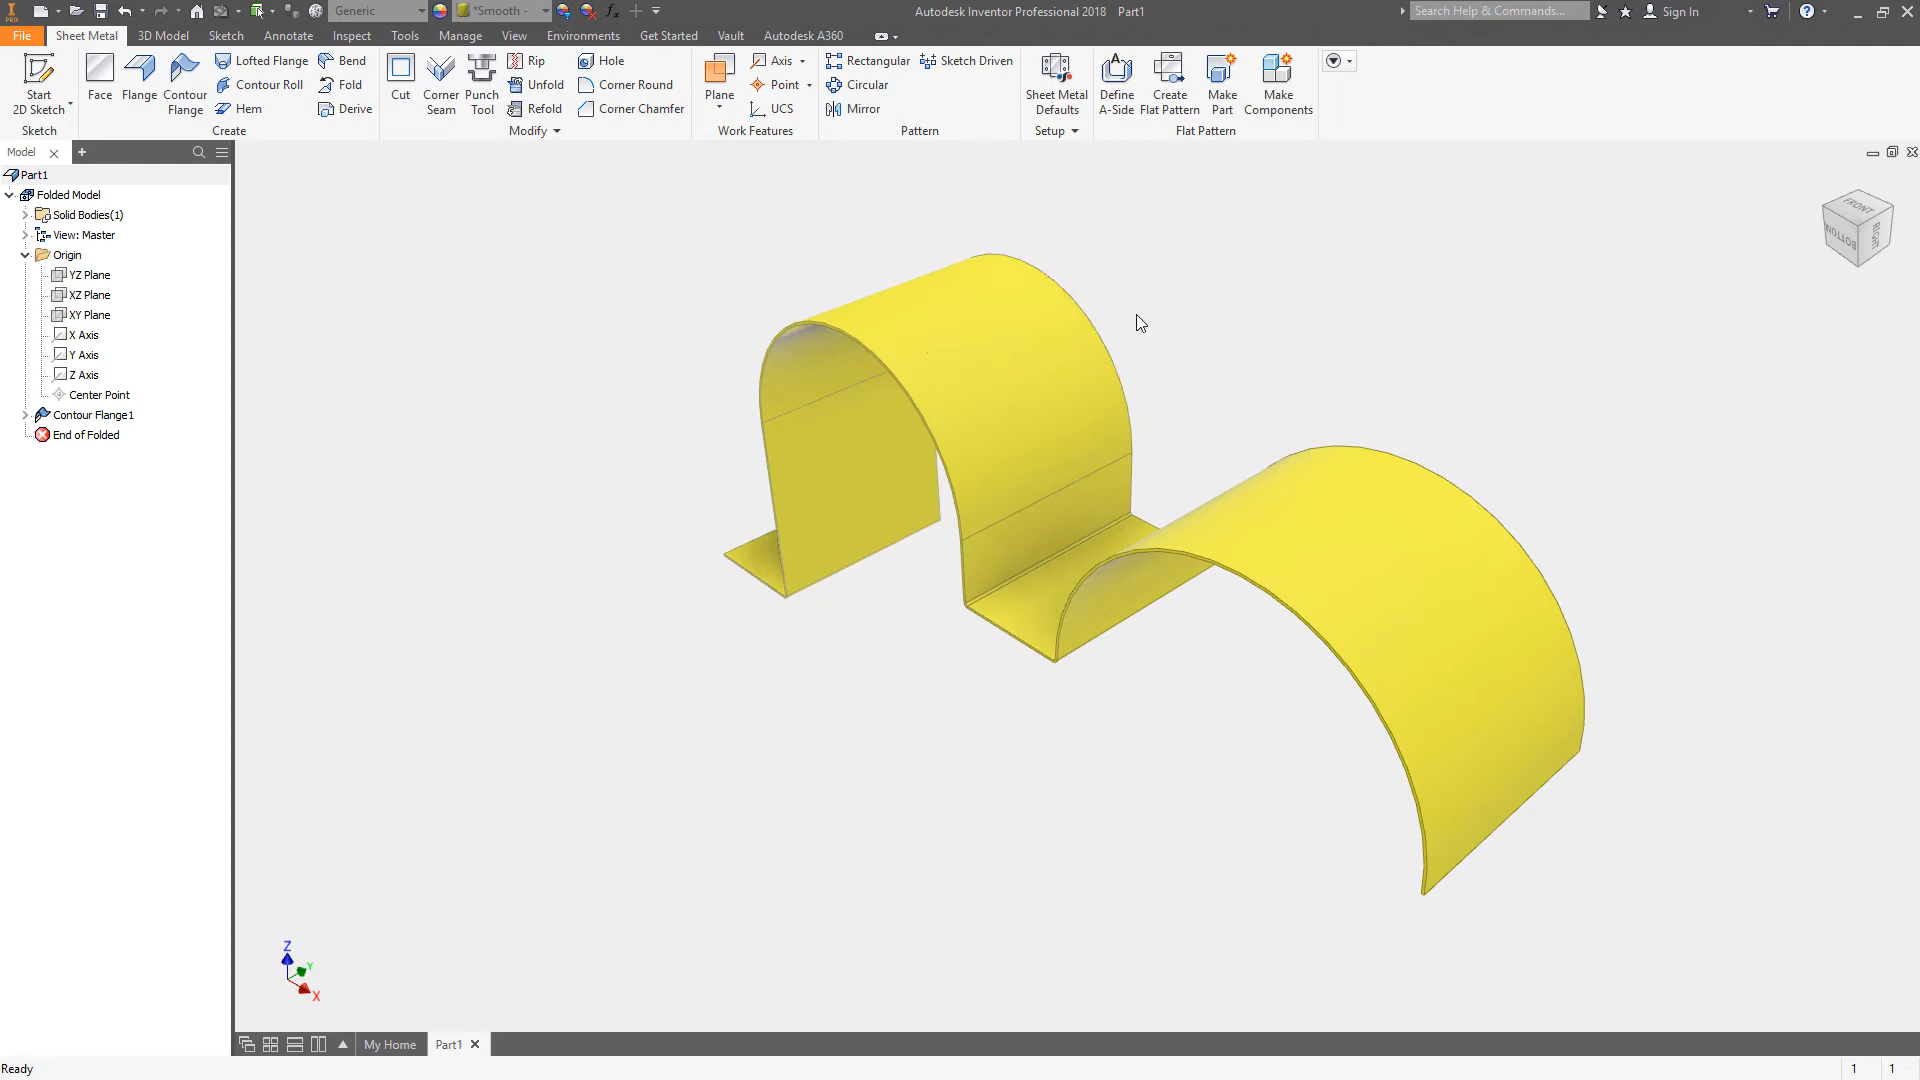 Generic
*Smooth -
Autodesk Inventor Professional 2018 Part1
Search Help & Commands...
Sign In
PRO
File Sheet Metal 3D Model Sketch Annotate Inspect Tools Manage View Environments Get Started Vault Autodesk A360
Start
2D Sketch
Face
Flange
Contour
Flange
Lofted Flange
Contour Roll
Hem
Bend
Fold
Derive
Cut
Corner
Seam
Punch
Tool
Rip
Unfold
Refold
Hole
Corner Round
Corner Chamfer
Plane
Axis
Point
UCS
Rectangular
Circular
Mirror
Sketch Driven
Sheet Metal
Defaults
Define
A-Side
Create
Flat Pattern
Make
Part
Make
Components
Sketch Create Modify Work Features Pattern Setup Flat Pattern
Model
Part1
Folded Model
Solid Bodies(1)
View: Master
Origin
YZ Plane
XZ Plane
XY Plane
X Axis
Y Axis
Z Axis
Center Point
Contour Flange1
End of Folded
FRONT
BOTTOM
RIGHT
Z
Y
X
My Home Part1
Ready
1 1